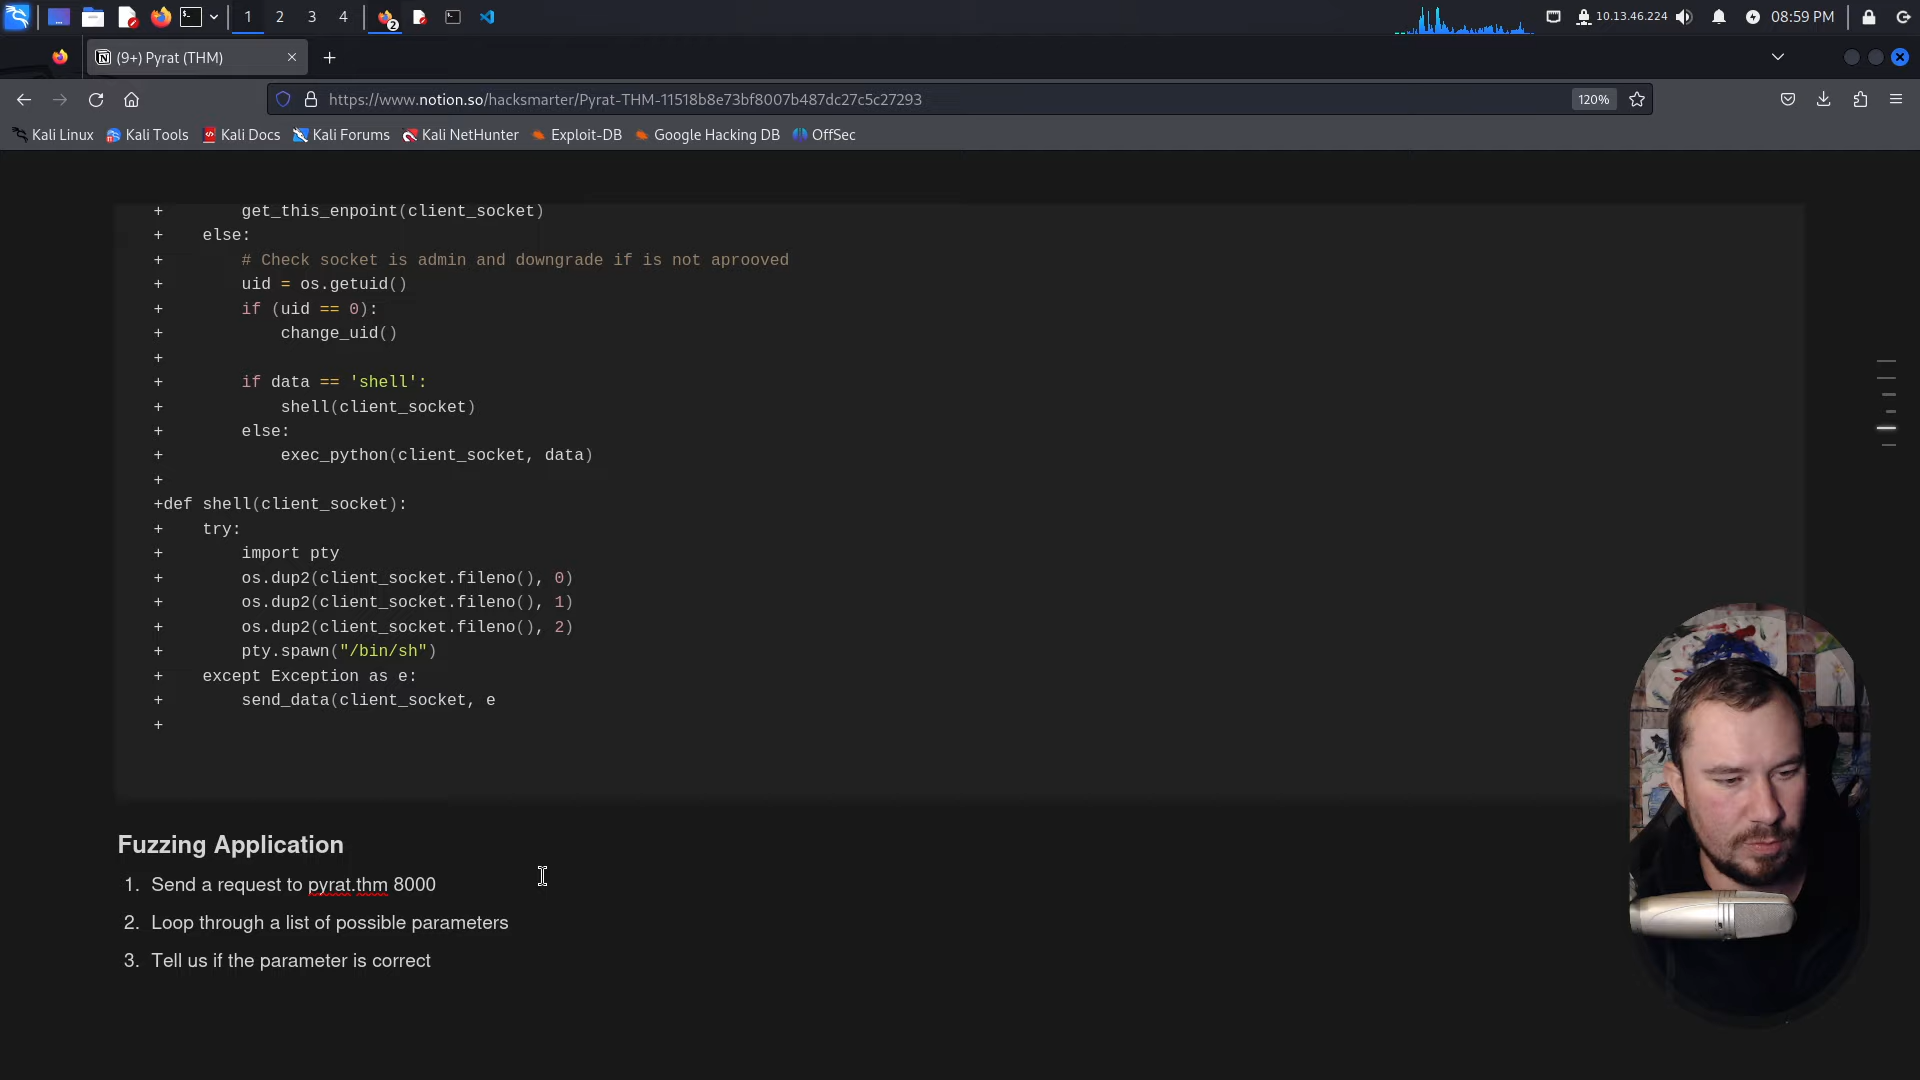 1
2
3
4
2
10.13.46.224
08:59 PM
(9+) Pyrat (THM)
https://www.notion.so/hacksmarter/Pyrat-THM-11518b8e73bf8007b487dc27c5c27293
120%
Kali Linux
Kali Tools
Kali Docs
Kali Forums
Kali NetHunter
Exploit-DB
Google Hacking DB
OffSec
+        get_this_enpoint(client_socket)
+    else:
+        # Check socket is admin and downgrade if is not aprooved
+        uid = os.getuid()
+        if (uid == 0):
+            change_uid()
+
+        if data == 'shell':
+            shell(client_socket)
+        else:
+            exec_python(client_socket, data)
+
+def shell(client_socket):
+    try:
+        import pty
+        os.dup2(client_socket.fileno(), 0)
+        os.dup2(client_socket.fileno(), 1)
+        os.dup2(client_socket.fileno(), 2)
+        pty.spawn("/bin/sh")
+    except Exception as e:
+        send_data(client_socket, e
+
Fuzzing Application
1. Send a request to pyrat.thm 8000
2. Loop through a list of possible parameters
3. Tell us if the parameter is correct